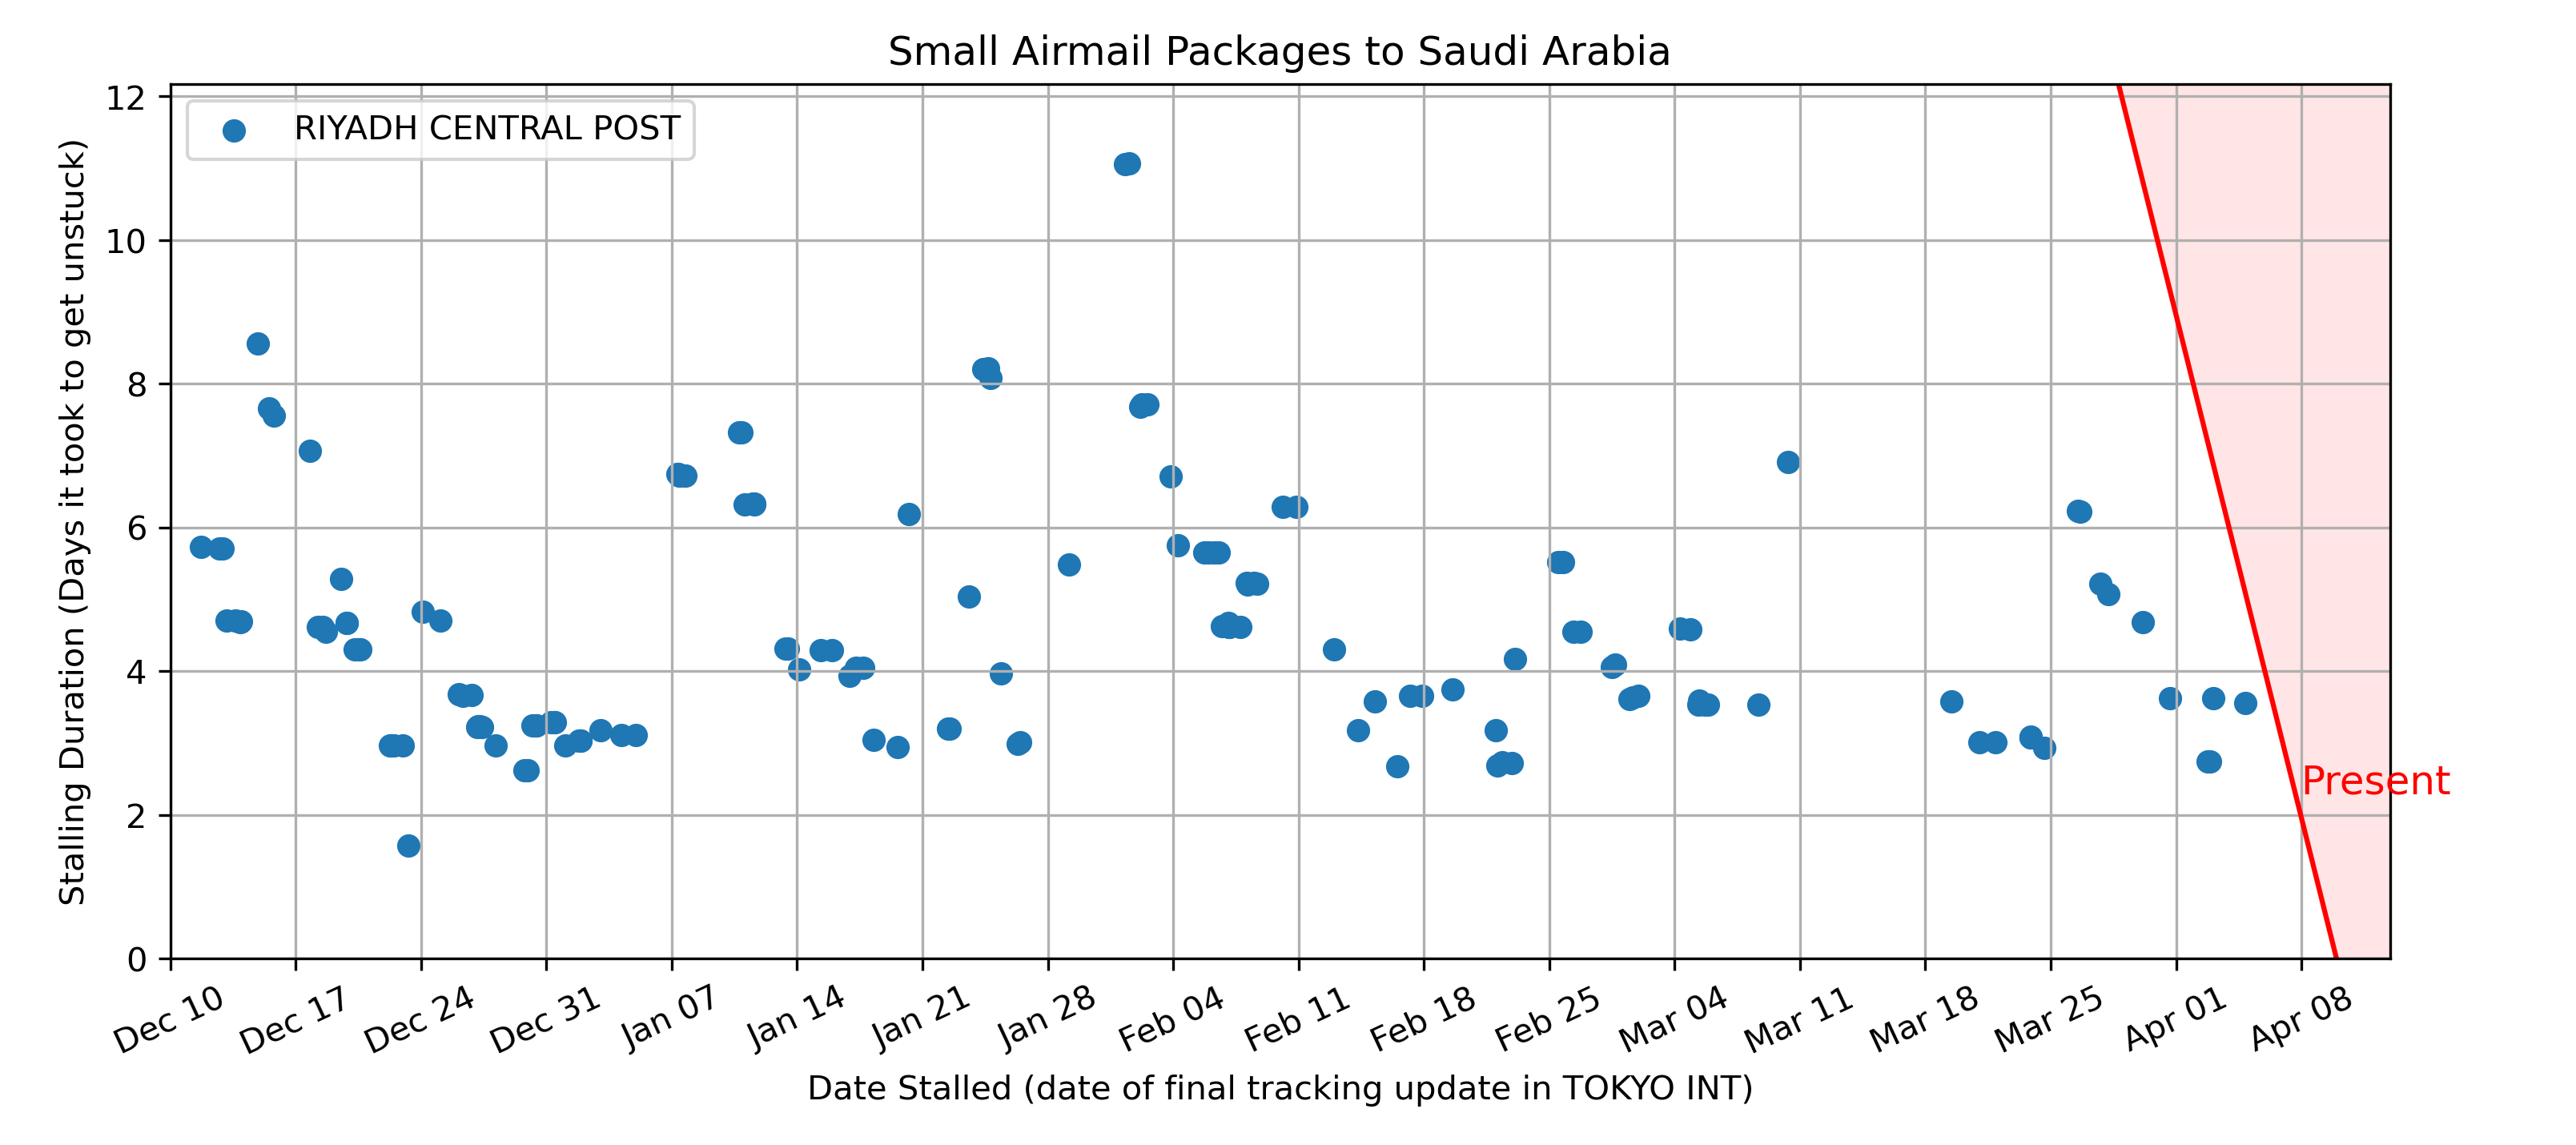 Small Airmail Packages to Saudi Arabia
Stalling Duration (Days it took to get unstuck)
12
10
8
6
4
2
0
RIYADH CENTRAL POST
Present
Dec 10
Dec 17
Dec 24
Dec 31
Jan 07
Jan 14
Jan 21
Jan 28
Feb 04
Feb 11
Feb 18
Feb 25
Mar 04
Mar 11
Mar 18
Mar 25
Apr 01
Apr 08
Date Stalled (date of final tracking update in TOKYO INT)